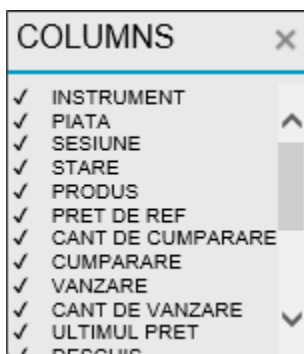 COLUMNS
INSTRUMENT
PIATA
SESIUNE
STARE
PRODUS
PRET DE REF
CANT DE CUMPARARE
CUMPARARE
VANZARE
CANT DE VANZARE
ULTIMUL PRET
DESCHIS